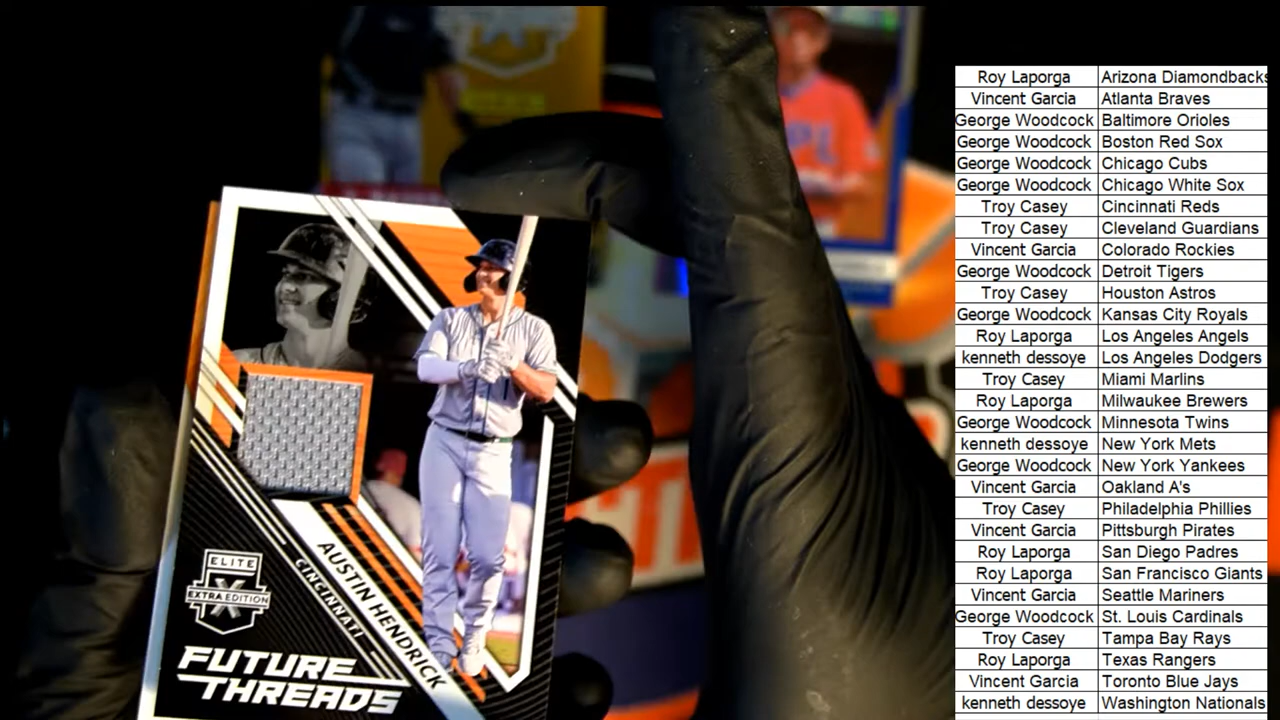 ELITE
EXTRA EDITION
X
AUSTIN HENDRICK
CINCINNATI
FUTURE
THREADS
Roy Laporga Arizona Diamondbacks
Vincent Garcia Atlanta Braves
George Woodcock Baltimore Orioles
George Woodcock Boston Red Sox
George Woodcock Chicago Cubs
George Woodcock Chicago White Sox
Troy Casey Cincinnati Reds
Troy Casey Cleveland Guardians
Vincent Garcia Colorado Rockies
George Woodcock Detroit Tigers
Troy Casey Houston Astros
George Woodcock Kansas City Royals
Roy Laporga Los Angeles Angels
kenneth dessoye Los Angeles Dodgers
Troy Casey Miami Marlins
Roy Laporga Milwaukee Brewers
George Woodcock Minnesota Twins
kenneth dessoye New York Mets
George Woodcock New York Yankees
Vincent Garcia Oakland A's
Troy Casey Philadelphia Phillies
Vincent Garcia Pittsburgh Pirates
Roy Laporga San Diego Padres
Roy Laporga San Francisco Giants
Vincent Garcia Seattle Mariners
George Woodcock St. Louis Cardinals
Troy Casey Tampa Bay Rays
Roy Laporga Texas Rangers
Vincent Garcia Toronto Blue Jays
kenneth dessoye Washington Nationals